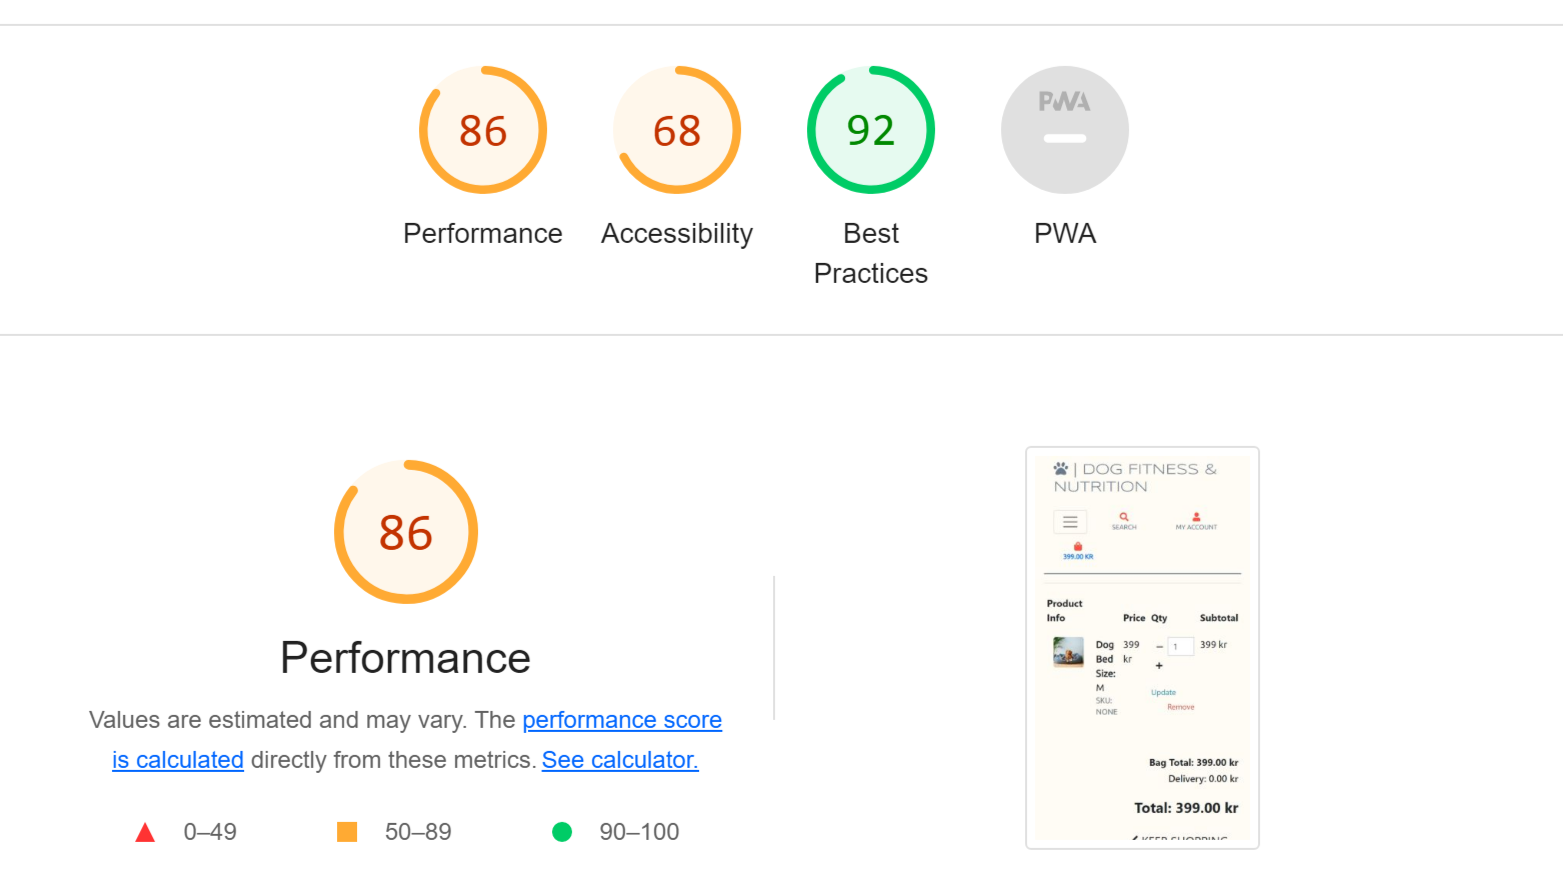 86
68
92
PWA
Performance
Accessibility
Best
Practices
PWA
86
Performance
Values are estimated and may vary. The performance score
is calculated directly from these metrics. See calculator.
0–49
50–89
90–100
| DOG FITNESS &
NUTRITION
SEARCH
MY ACCOUNT
399.00 KR
Product
Info Price Qty Subtotal
Dog 399 – 1 399 kr
Bed kr
+
Size:
M
Update
SKU:
Remove
NONE
Bag Total: 399.00 kr
Delivery: 0.00 kr
Total: 399.00 kr
KEEP SHOPPING